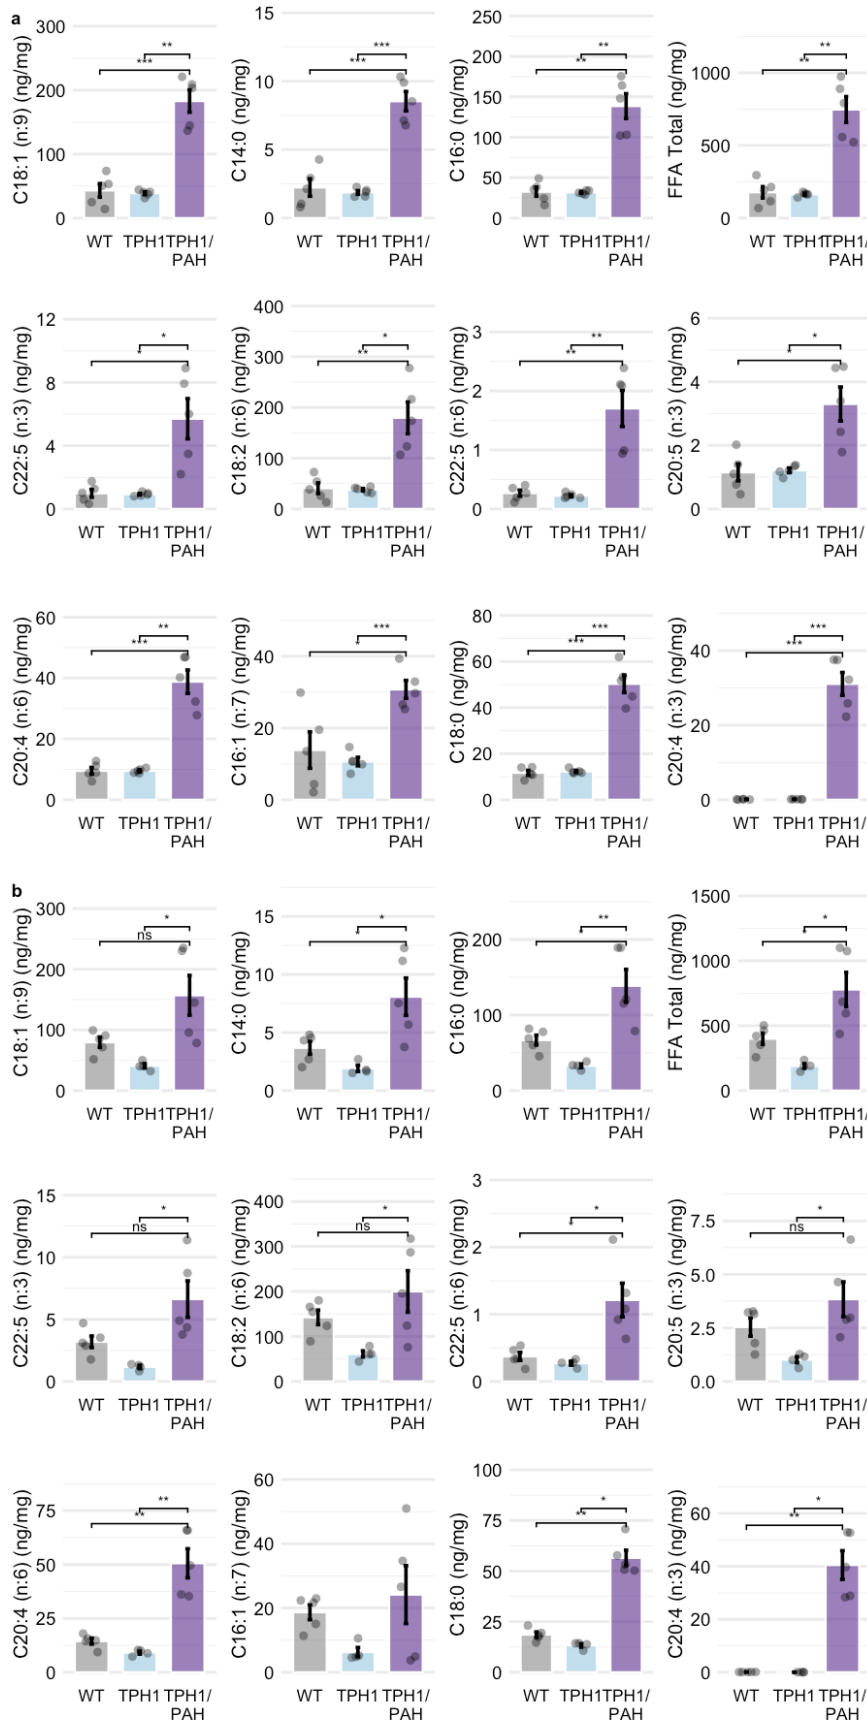 a
C18:1 (n:9) (ng/mg)
300
200
100
0
***
**
WT TPH1 TPH1/
PAH
C14:0 (ng/mg)
15
10
5
0
***
***
WT TPH1 TPH1/
PAH
C16:0 (ng/mg)
250
200
150
100
50
0
**
**
WT TPH1 TPH1/
PAH
FFA Total (ng/mg)
1000
500
0
**
**
WT TPH1 TPH1/
PAH
C22:5 (n:3) (ng/mg)
12
8
4
0
*
*
WT TPH1 TPH1/
PAH
C18:2 (n:6) (ng/mg)
400
300
200
100
0
*
**
WT TPH1 TPH1/
PAH
C22:5 (n:6) (ng/mg)
3
2
1
0
**
**
WT TPH1 TPH1/
PAH
C20:5 (n:3) (ng/mg)
6
4
2
0
*
*
WT TPH1 TPH1/
PAH
C20:4 (n:6) (ng/mg)
60
40
20
0
**
***
WT TPH1 TPH1/
PAH
C16:1 (n:7) (ng/mg)
40
20
0
***
*
WT TPH1 TPH1/
PAH
C18:0 (ng/mg)
80
60
40
20
0
***
***
WT TPH1 TPH1/
PAH
C20:4 (n:3) (ng/mg)
40
20
0
***
***
WT TPH1 TPH1/
PAH
b
C18:1 (n:9) (ng/mg)
300
200
100
0
*
ns
WT TPH1 TPH1/
PAH
C14:0 (ng/mg)
15
10
5
0
*
*
WT TPH1 TPH1/
PAH
C16:0 (ng/mg)
200
100
0
**
*
WT TPH1 TPH1/
PAH
FFA Total (ng/mg)
1500
1000
500
0
*
*
WT TPH1 TPH1/
PAH
C22:5 (n:3) (ng/mg)
15
10
5
0
*
ns
WT TPH1 TPH1/
PAH
C18:2 (n:6) (ng/mg)
400
300
200
100
0
*
ns
WT TPH1 TPH1/
PAH
C22:5 (n:6) (ng/mg)
3
2
1
0
*
*
WT TPH1 TPH1/
PAH
C20:5 (n:3) (ng/mg)
7.5
5.0
2.5
0.0
*
ns
WT TPH1 TPH1/
PAH
C20:4 (n:6) (ng/mg)
75
50
25
0
**
**
WT TPH1 TPH1/
PAH
C16:1 (n:7) (ng/mg)
60
40
20
0
WT TPH1 TPH1/
PAH
C18:0 (ng/mg)
100
75
50
25
0
*
**
WT TPH1 TPH1/
PAH
C20:4 (n:3) (ng/mg)
60
40
20
0
*
**
WT TPH1 TPH1/
PAH